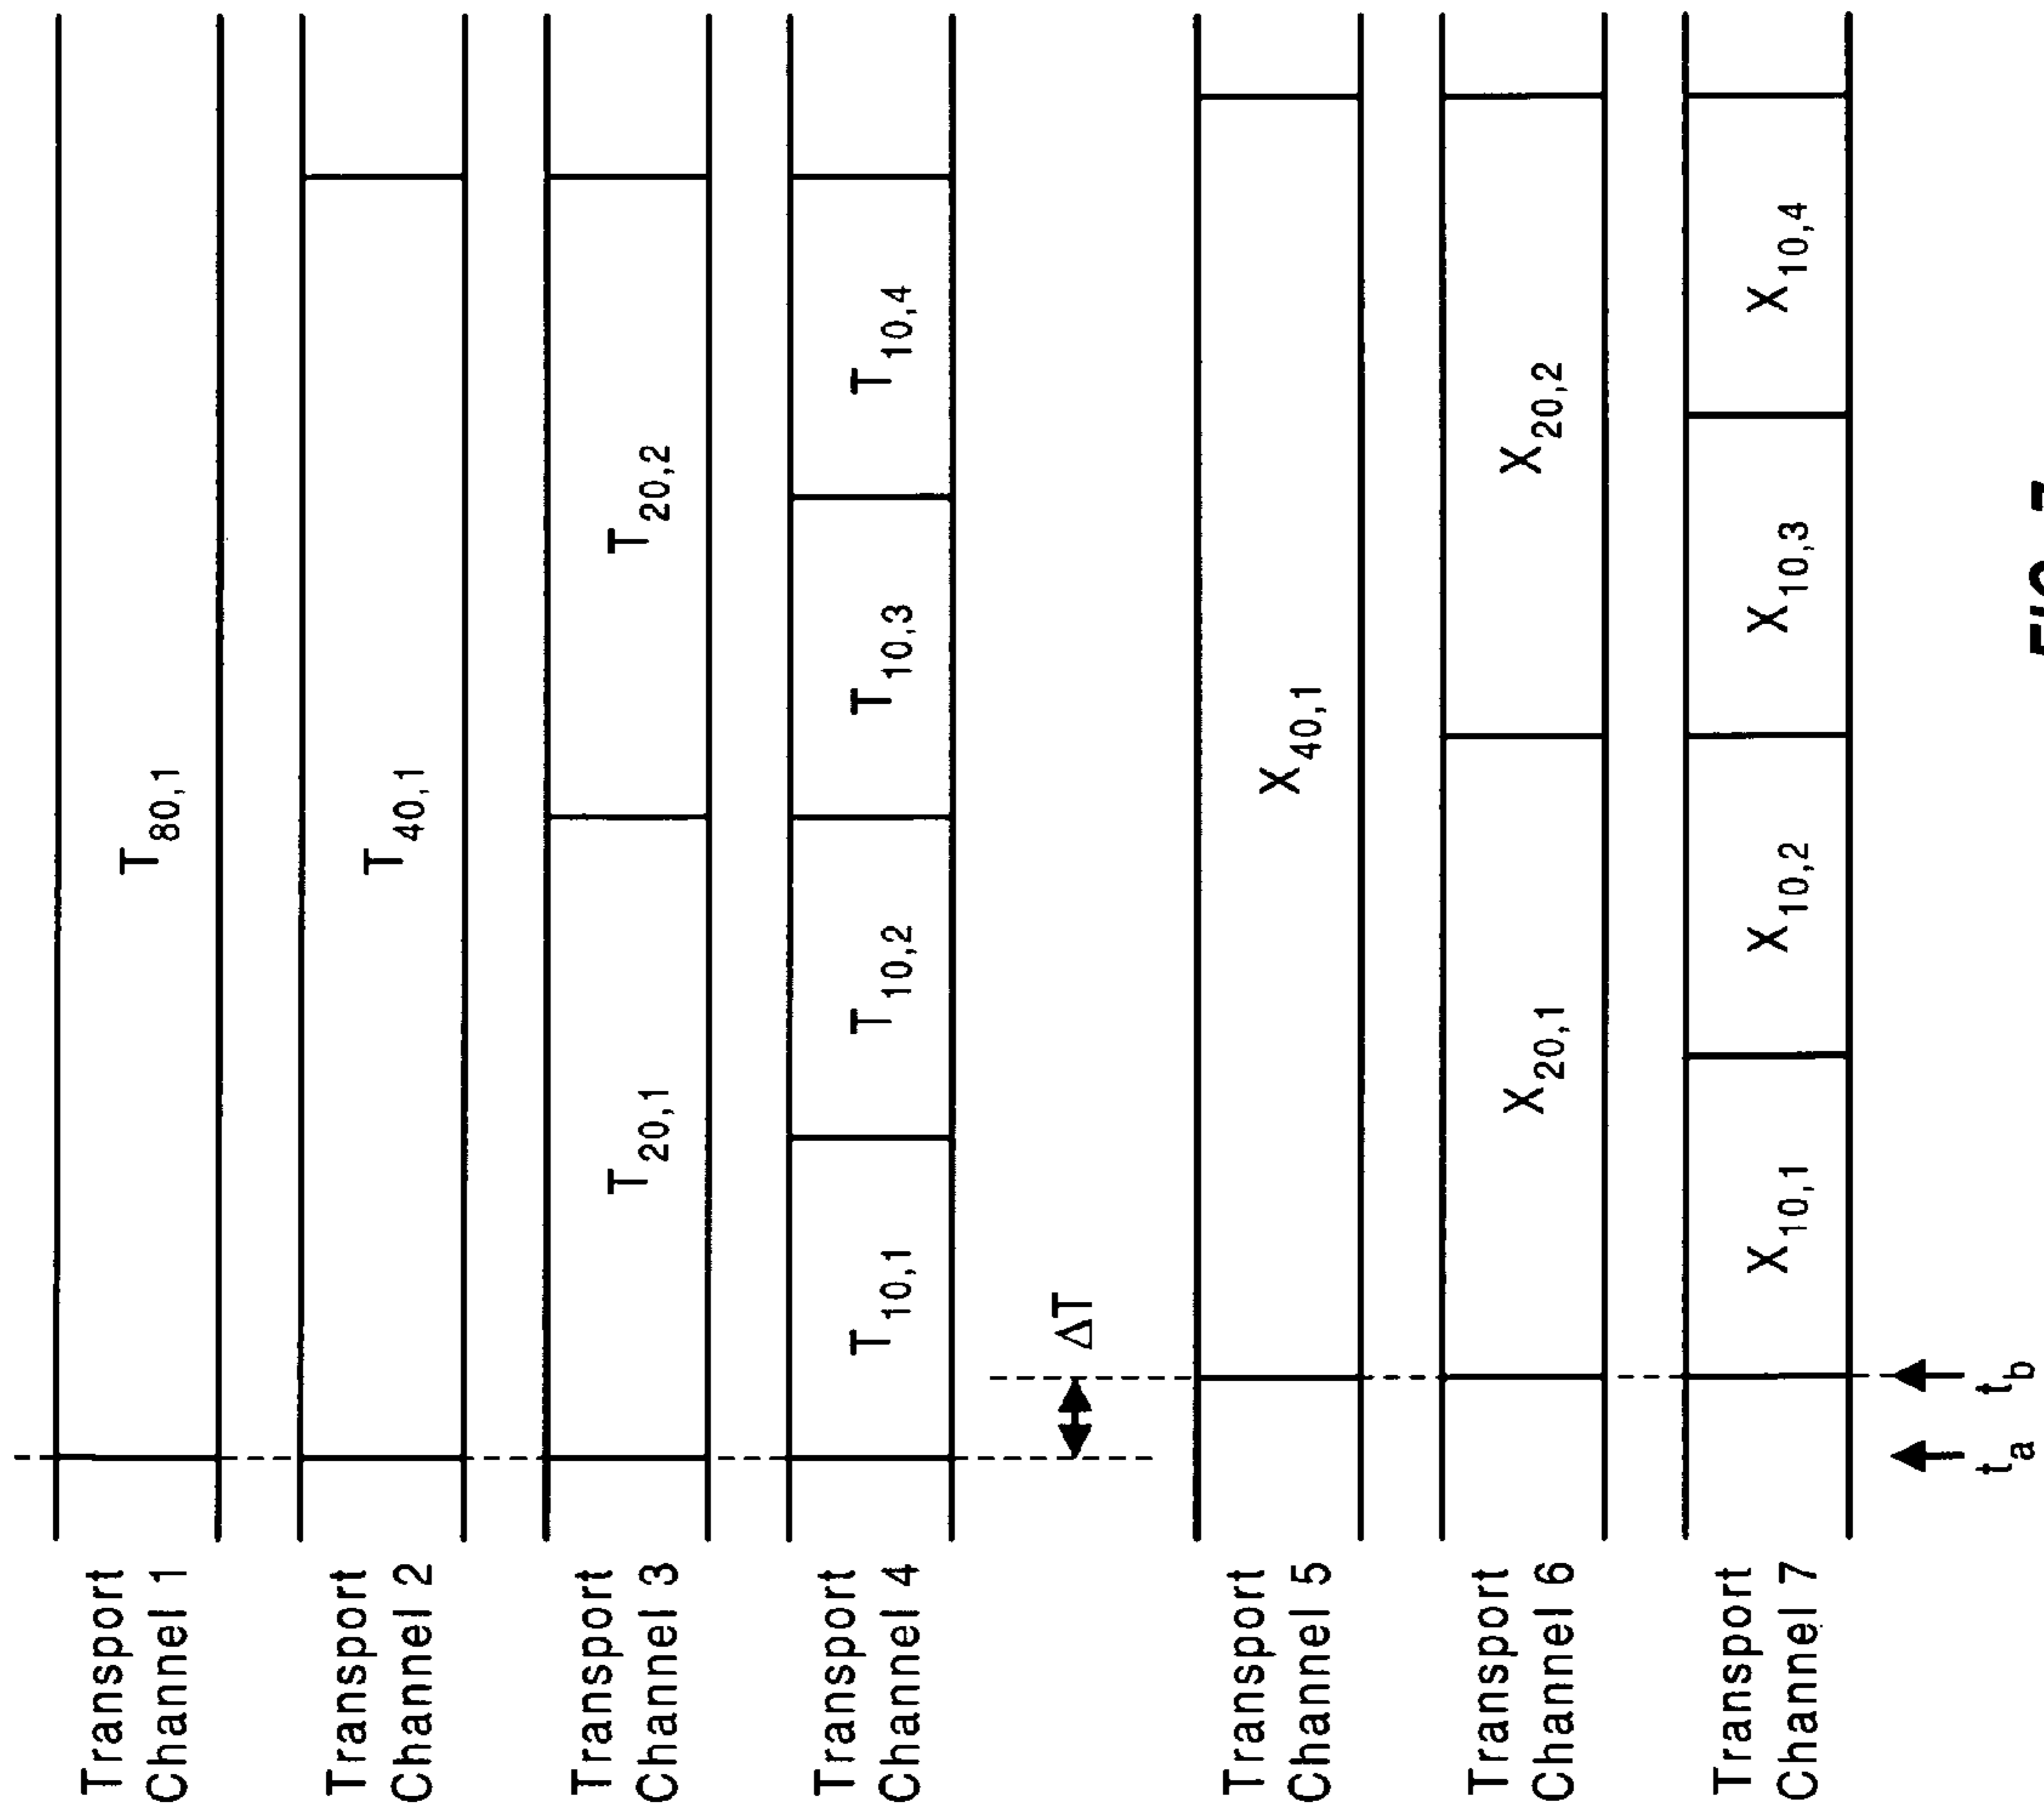 Transport
Channel 1
T80,1
Transport
Channel 2
T40,1
Transport
Channel 3
T20,1
T20,2
Transport
Channel 4
T10,1
T10,2
T10,3
T10,4
ΔT
Transport
Channel 5
X40,1
Transport
Channel 6
X20,1
X20,2
Transport
Channel 7
X10,1
X10,2
X10,3
X10,4
ta
tb